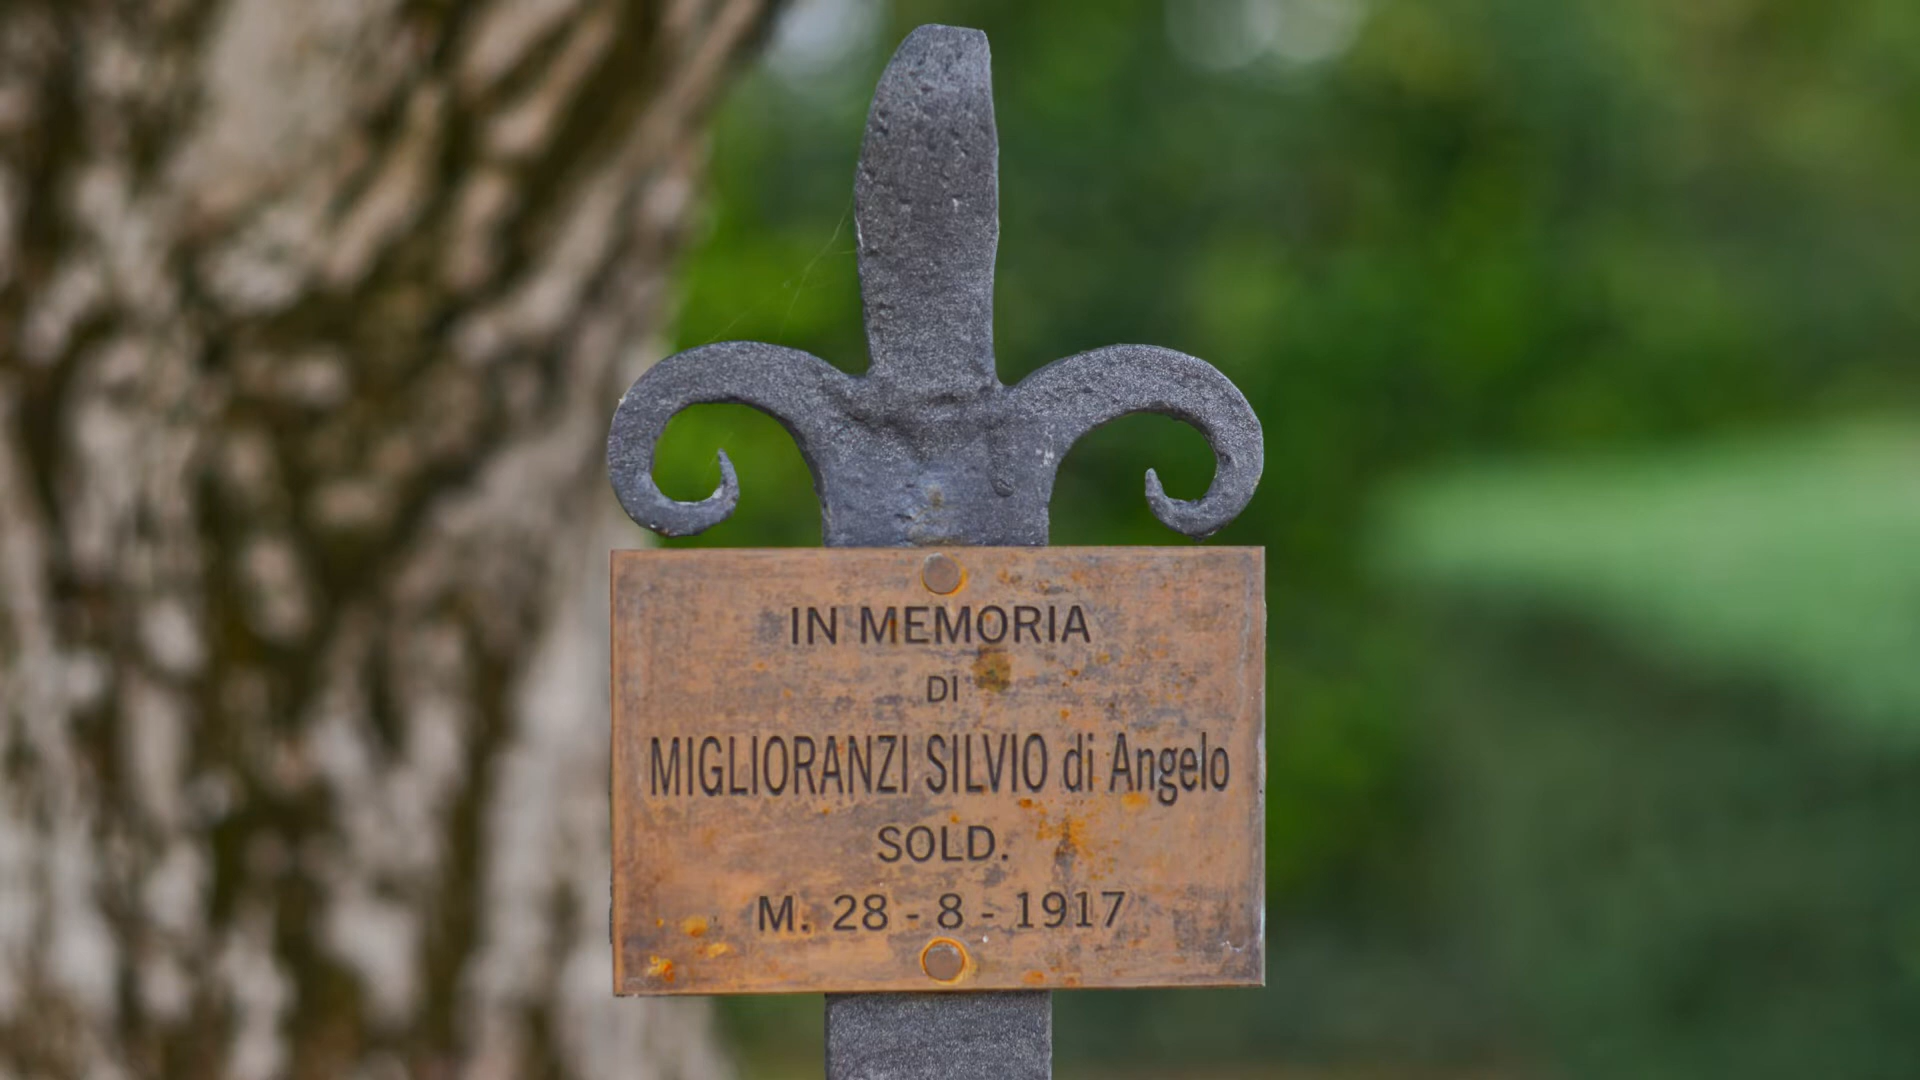 IN MEMORIA
DI
MIGLIORANZI SILVIO di Angelo
SOLD.
M. 28 - 8 - 1917